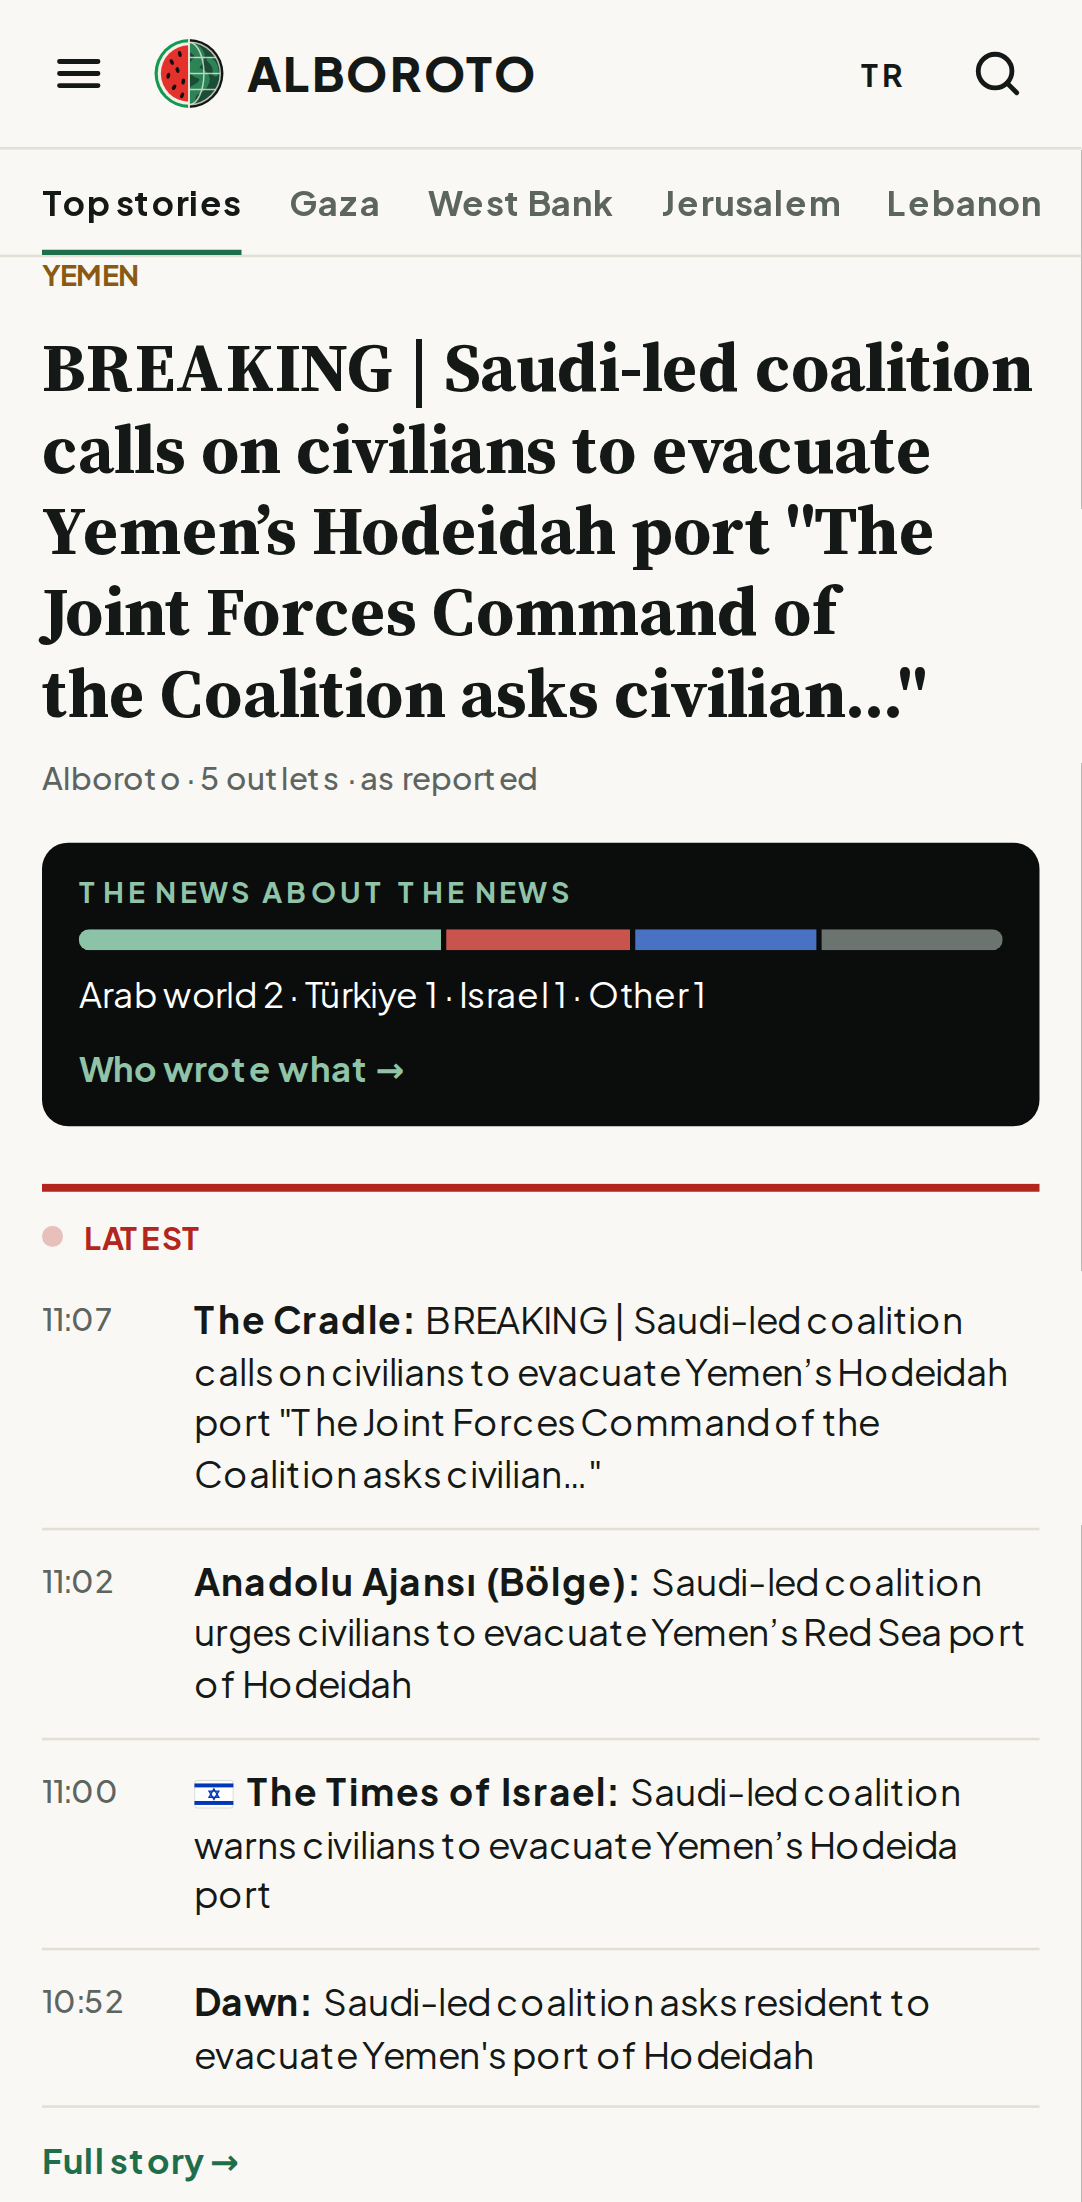 ALBOROTO
TR
Top stories Gaza West Bank Jerusalem Lebanon
YEMEN
BREAKING | Saudi-led coalition
calls on civilians to evacuate
Yemen’s Hodeidah port "The
Joint Forces Command of
the Coalition asks civilian..."
Alboroto · 5 outlets · as reported
THE NEWS ABOUT THE NEWS
Arab world 2 · Türkiye 1 · Israel 1 · Other 1
Who wrote what →
LATEST
11:07
The Cradle: BREAKING | Saudi-led coalition
calls on civilians to evacuate Yemen’s Hodeidah
port "The Joint Forces Command of the
Coalition asks civilian..."
11:02
Anadolu Ajansı (Bölge): Saudi-led coalition
urges civilians to evacuate Yemen’s Red Sea port
of Hodeidah
11:00
The Times of Israel: Saudi-led coalition
warns civilians to evacuate Yemen’s Hodeida
port
10:52
Dawn: Saudi-led coalition asks resident to
evacuate Yemen's port of Hodeidah
Full story →